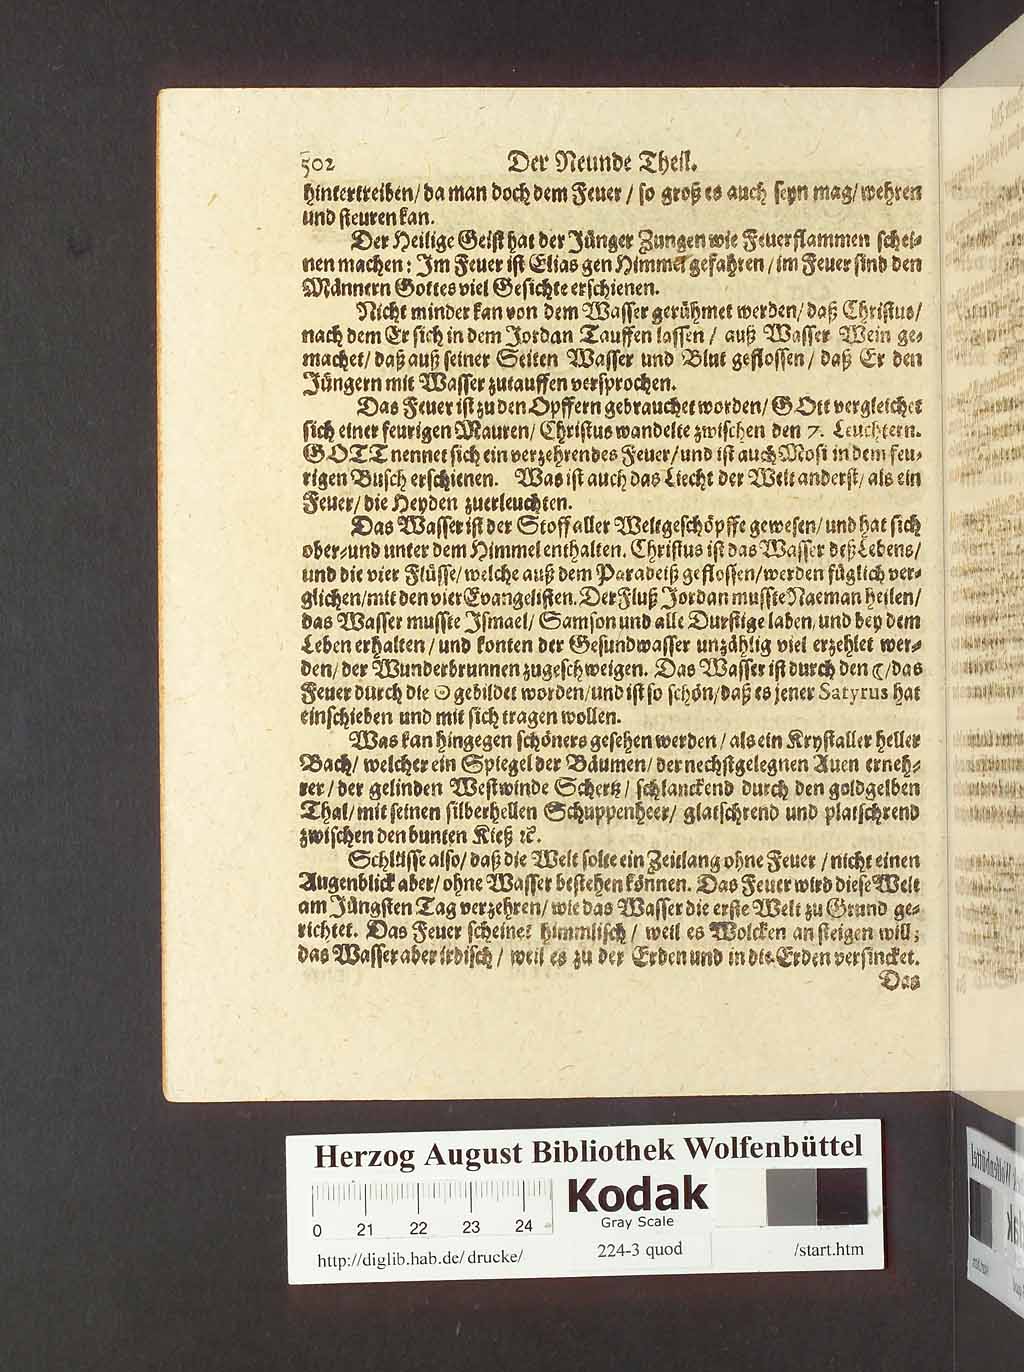 502 Der Neunde Theil.
hintertreiben/ da man doch dem Feuer / so groß es auch seyn mag/ wehren
und steuren kan.
Der Heilige Geist hat der Jünger Zungen wie Feuerflammen schei-
nen machen: Im Feuer ist Elias gen Himmel gefahren / im Feuer sind den
Männern Gottes viel Gesichte erschienen.
Nicht minder kan von dem Wasser gerühmet werden/ daß Christus/
nach dem Er sich in dem Jordan Tauffen lassen / auß Wasser Wein ge-
machet/ daß auß seiner Seiten Wasser und Blut geflossen/ daß Er den
Jüngern mit Wasser zutauffen versprochen.
Das Feuer ist zu den Opffern gebrauchet worden/ GOtt vergleichet
sich einer feurigen Mauren/ Christus wandelte zwischen den 7. Leuchtern.
GOTT nennet sich ein verzehrendes Feuer/ und ist auch Mosi in dem feu-
rigen Busch erschienen. Was ist auch das Liecht der Welt anderst/ als ein
Feuer/ die Heyden zuerleuchten.
Das Wasser ist der Stoff aller Weltgeschöpffe gewesen/ und hat sich
ober-und unter dem Himmel enthalten. Christus ist das Wasser deß Lebens/
und die vier Flüsse/ welche auß dem Paradeiß geflossen/ werden füglich ver-
glichen/ mit den vier Evangelisten. Der Fluß Jordan musste Naeman heilen/
das Wasser musste Ismael/ Samson und alle Durstige laben/ und bey dem
Leben erhalten/ und konten der Gesundwasser unzählig viel erzehlet wer-
den/ der Wunderbrunnen zugeschweigen. Das Wasser ist durch den ☾/ das
Feuer durch die ☉ gebildet worden/ und ist so schön/ daß es jener Satyrus hat
einschieben und mit sich tragen wollen.
Was kan hingegen schöners gesehen werden/ als ein Krystaller heller
Bach/ welcher ein Spiegel der Bäumen/ der nechstgelegnen Auen erneh-
rer/ der gelinden Westwinde Schertz/ schlanckend durch den goldgelben
Thal/ mit seinen silberhellen Schuppenheer/ glatschrend und platschrend
zwischen den bunten Kieß ꝛc.
Schlüsse also/ daß die Welt solte ein Zeitlang ohne Feuer / nicht einen
Augenblick aber/ ohne Wasser bestehen können. Das Feuer wird diese Welt
am Jüngsten Tag verzehren/ wie das Wasser die erste Welt zu Grund ge-
richtet. Das Feuer scheinet himmlisch/ weil es Wolcken an steigen will;
das Wasser aber irdisch/ weil es zu der Erden und in die Erden versincket.
Das
Herzog August Bibliothek Wolfenbüttel
0 21 22 23 24
Kodak
Gray Scale
http://diglib.hab.de/ drucke/ 224-3 quod /start.htm